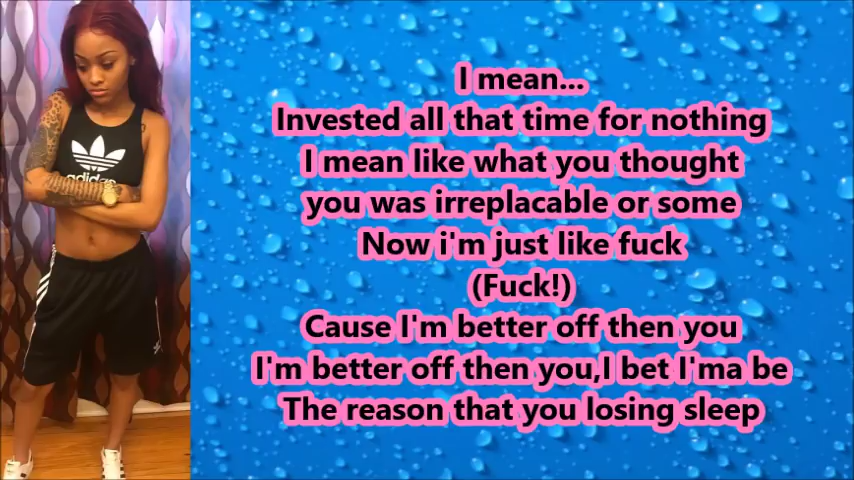 I mean...
Invested all that time for nothing
I mean like what you thought
you was irreplacable or some
Now i'm just like fuck
(Fuck!)
Cause I'm better off then you
I'm better off then you,I bet I'ma be
The reason that you losing sleep
adidas